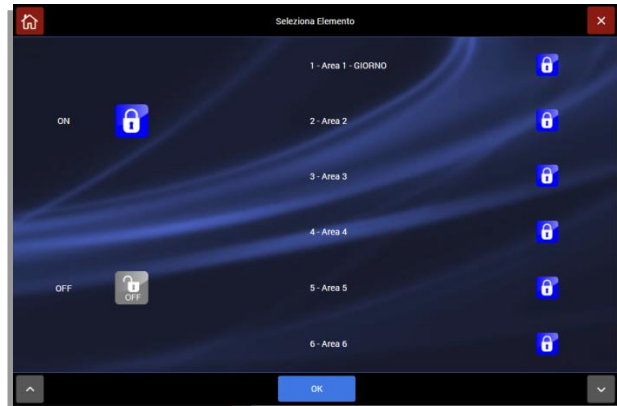 Seleziona Elemento
1 - Area 1 - GIORNO
ON
2 - Area 2
3 - Area 3
4 - Area 4
OFF
OFF
5 - Area 5
6 - Area 6
OK